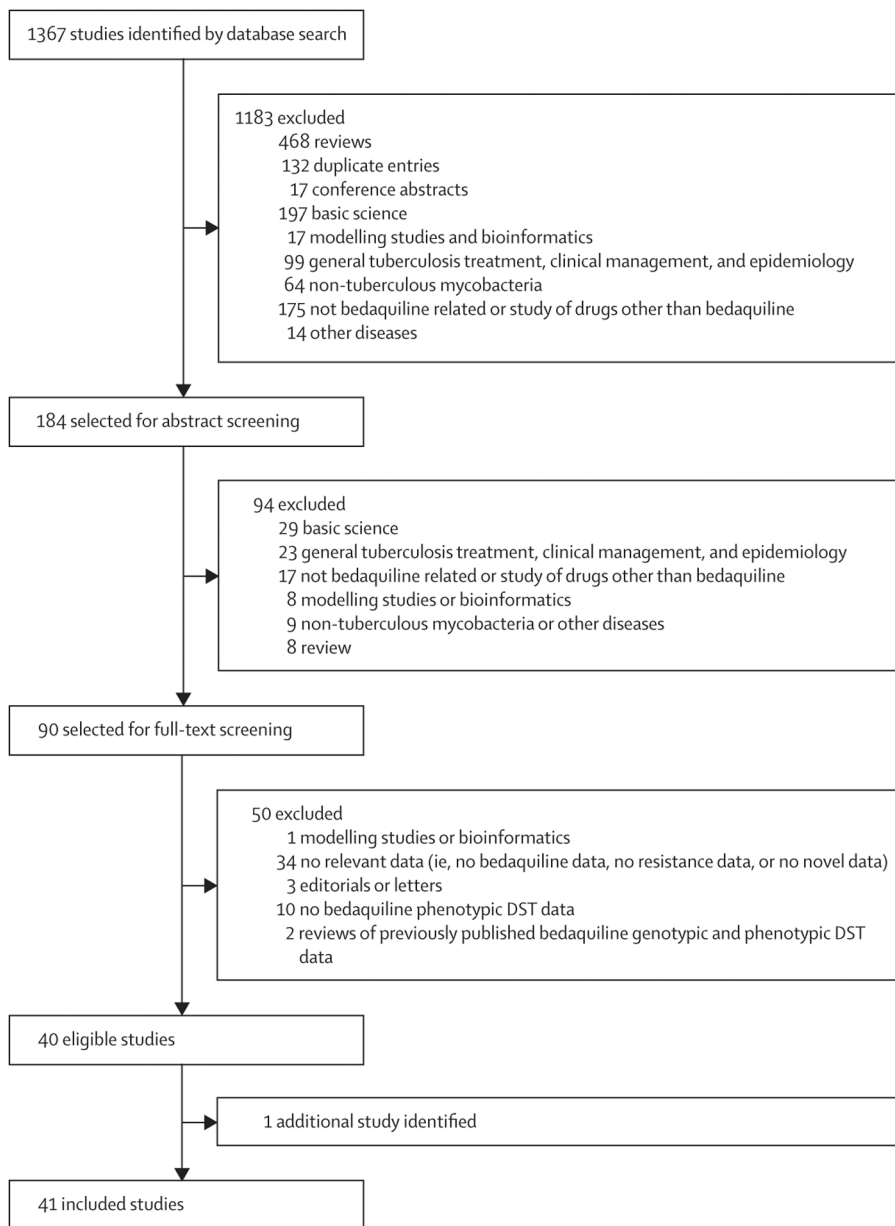 1367 studies identified by database search
1183 excluded
468 reviews
132 duplicate entries
17 conference abstracts
197 basic science
17 modelling studies and bioinformatics
99 general tuberculosis treatment, clinical management, and epidemiology
64 non-tuberculous mycobacteria
175 not bedaquiline related or study of drugs other than bedaquiline
14 other diseases
184 selected for abstract screening
94 excluded
29 basic science
23 general tuberculosis treatment, clinical management, and epidemiology
17 not bedaquiline related or study of drugs other than bedaquiline
8 modelling studies or bioinformatics
9 non-tuberculous mycobacteria or other diseases
8 review
90 selected for full-text screening
50 excluded
1 modelling studies or bioinformatics
34 no relevant data (ie, no bedaquiline data, no resistance data, or no novel data)
3 editorials or letters
10 no bedaquiline phenotypic DST data
2 reviews of previously published bedaquiline genotypic and phenotypic DST
data
40 eligible studies
1 additional study identified
41 included studies